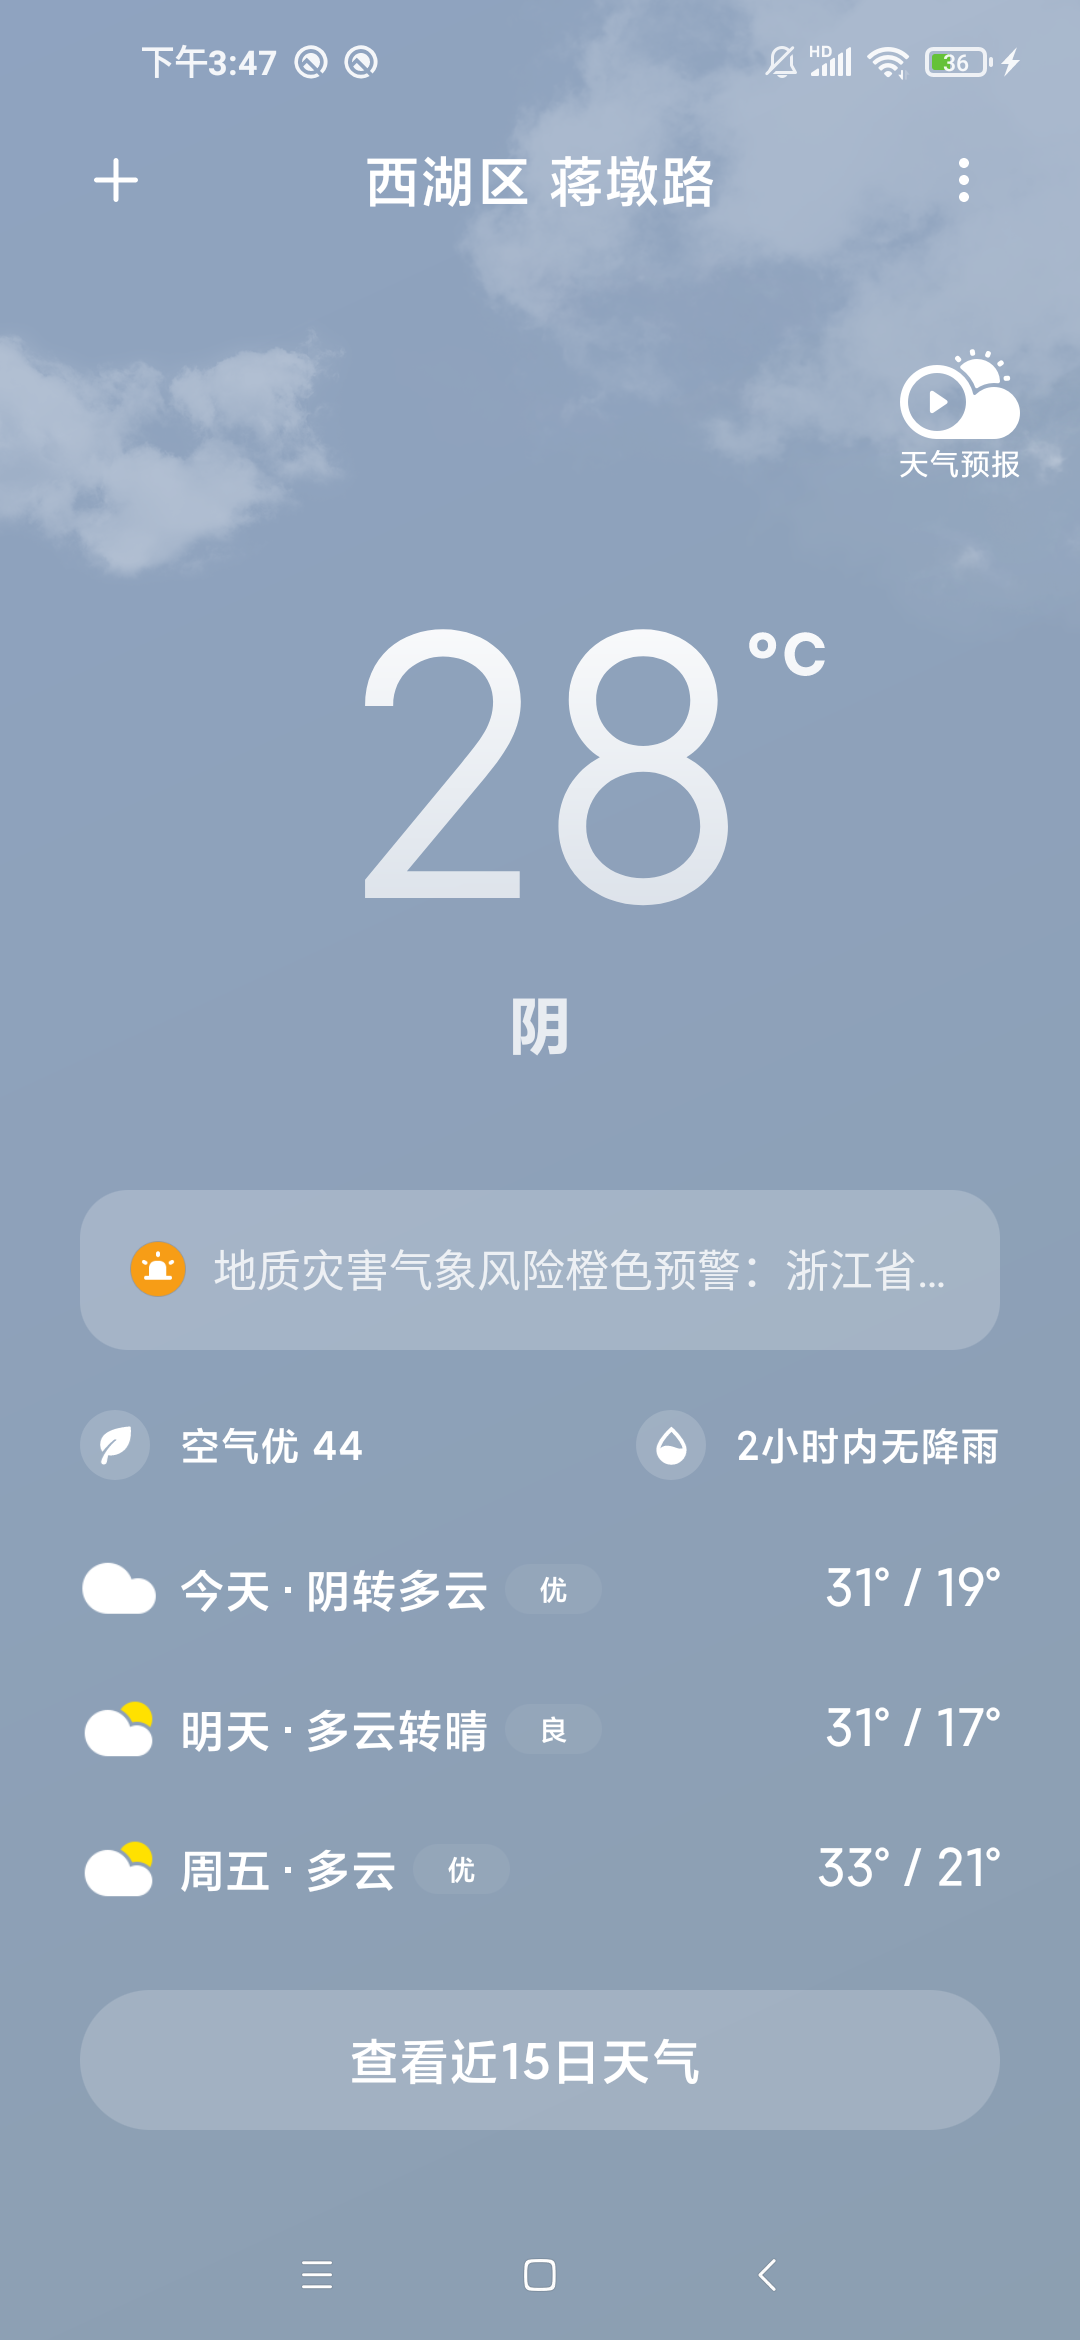 下午3:47
HD
36
西湖区 蒋墩路
天气预报
28
°C
阴
地质灾害气象风险橙色预警：浙江省...
空气优 44
2小时内无降雨
今天 · 阴转多云 优 31° / 19°
明天 · 多云转晴 良 31° / 17°
周五 · 多云 优 33° / 21°
查看近15日天气